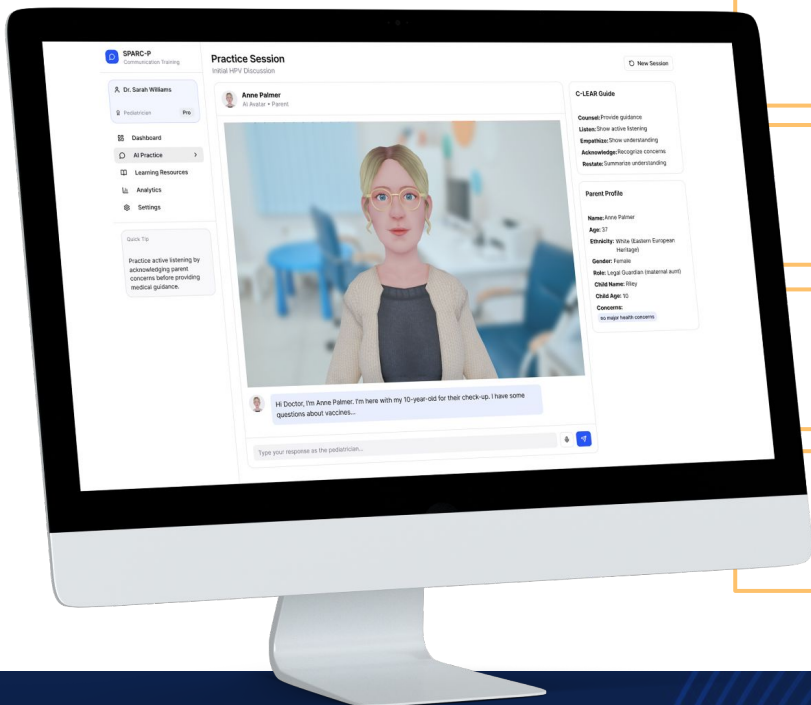 SPARC-P
Communication Training
Dr. Sarah Williams
Pediatrician
Pro
Dashboard
AI Practice
Learning Resources
Analytics
Settings
Quick Tip
Practice active listening by
acknowledging parent
concerns before providing
medical guidance.
Practice Session
Initial HPV Discussion
New Session
Anne Palmer
AI Avatar • Parent
Hi Doctor, I'm Anne Palmer. I'm here with my 10-year-old for their check-up. I have some
questions about vaccines...
Type your response as the pediatrician...
C-LEAR Guide
Counsel: Provide guidance
Listen: Show active listening
Empathize: Show understanding
Acknowledge: Recognize concerns
Restate: Summarize understanding
Parent Profile
Name: Anne Palmer
Age: 37
Ethnicity: White (Eastern European
Heritage)
Gender: Female
Role: Legal Guardian (maternal aunt)
Child Name: Riley
Child Age: 10
Concerns:
no major health concerns